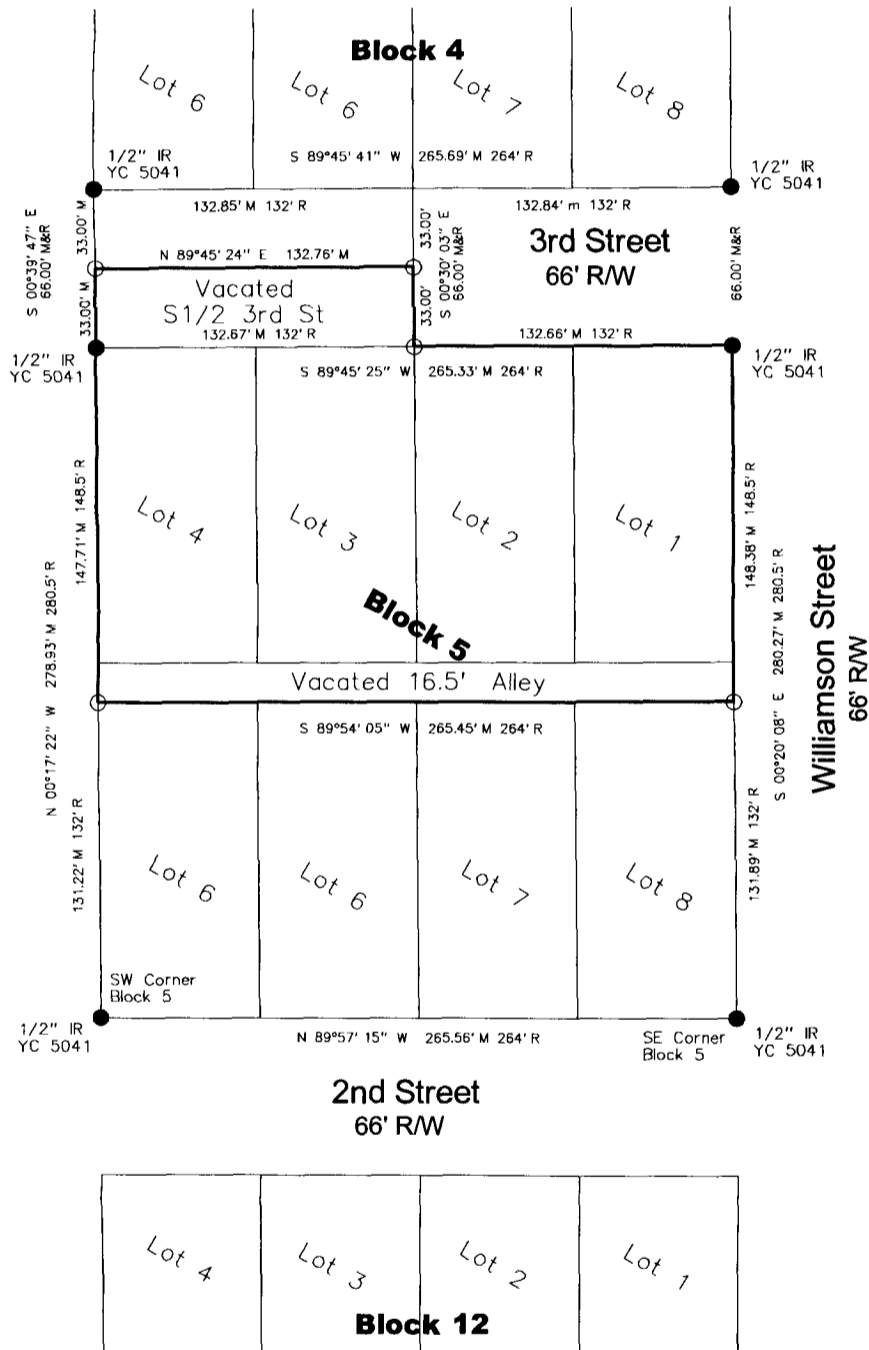 Block 4
Lot 6
Lot 6
Lot 7
Lot 8
1/2" IR
YC 5041
S 89°45' 41" W 265.69' M 264' R
1/2" IR
YC 5041
132.85' M 132' R
132.84' m 132' R
S 00°39' 47" E
66.00' M&R
33.00' M
33.00' M
N 89°45' 24" E 132.76' M
33.00'
33.00'
S 00°30' 03" E
66.00' M&R
3rd Street
66' R/W
66.00' M&R
Vacated
S1/2 3rd St
132.67' M 132' R
132.66' M 132' R
1/2" IR
YC 5041
S 89°45' 25" W 265.33' M 264' R
1/2" IR
YC 5041
147.71' M 148.5' R
Lot 4
Lot 3
Lot 2
Lot 1
148.38' M 148.5' R
Block 5
N 00°17' 22" W 278.93' M 280.5' R
S 00°20' 08" E 280.27' M 280.5' R
Williamson Street
66' R/W
Vacated 16.5' Alley
S 89°54' 05" W 265.45' M 264' R
131.22' M 132' R
Lot 6
Lot 6
Lot 7
Lot 8
131.89' M 132' R
SW Corner
Block 5
1/2" IR
YC 5041
N 89°57' 15" W 265.56' M 264' R
SE Corner
Block 5
1/2" IR
YC 5041
2nd Street
66' R/W
Lot 4
Lot 3
Lot 2
Lot 1
Block 12